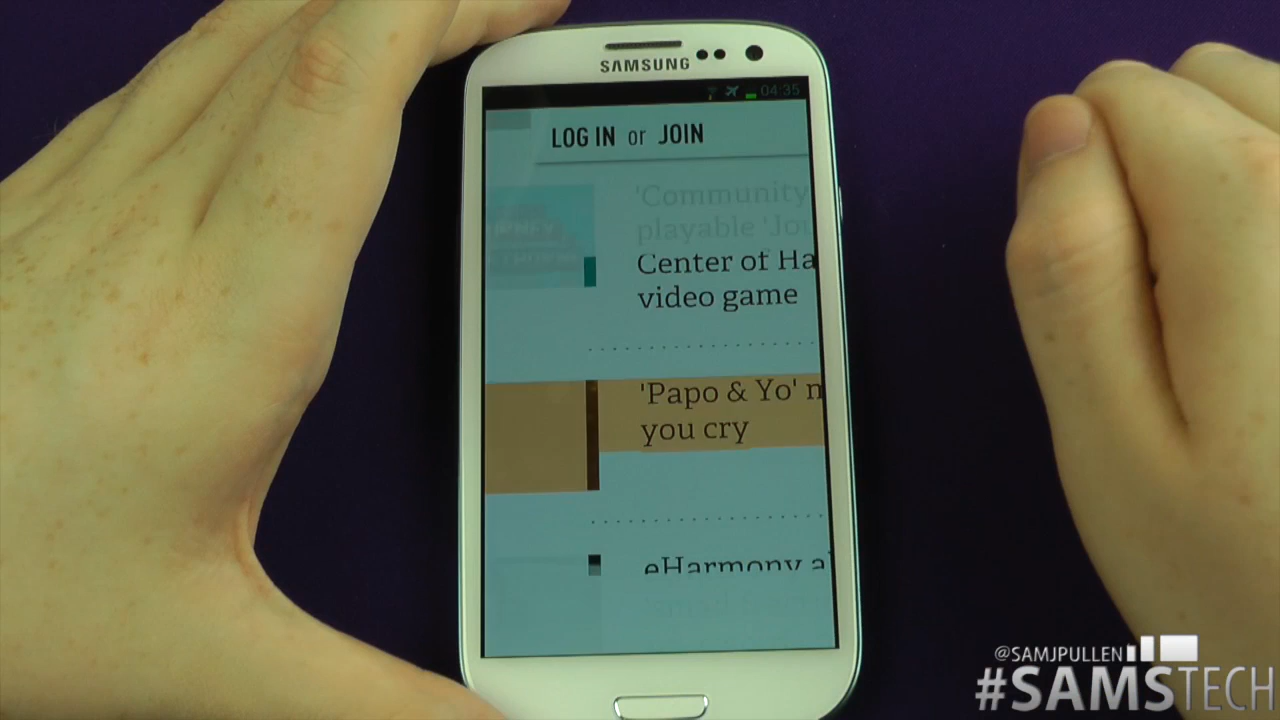 SAMSUNG
04:35
LOG IN or JOIN
'Community
playable 'Jou
Center of Ha
video game
'Papo & Yo' m
you cry
eHarmony a
@SAMJPULLEN
#SAMSTECH